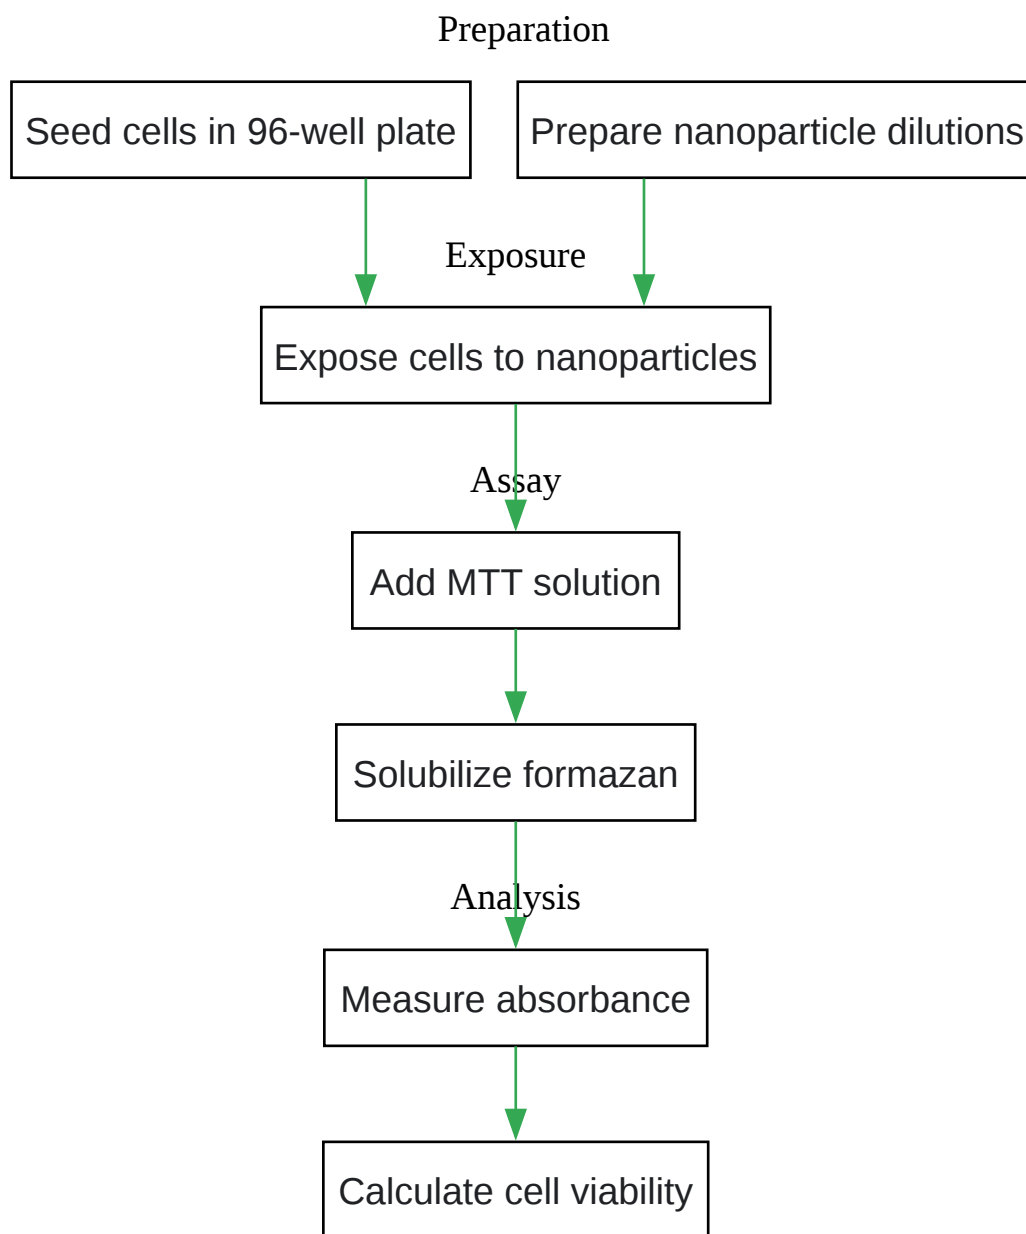 Preparation
Seed cells in 96-well plate
Prepare nanoparticle dilutions
Exposure
Expose cells to nanoparticles
Assay
Add MTT solution
Solubilize formazan
Analysis
Measure absorbance
Calculate cell viability